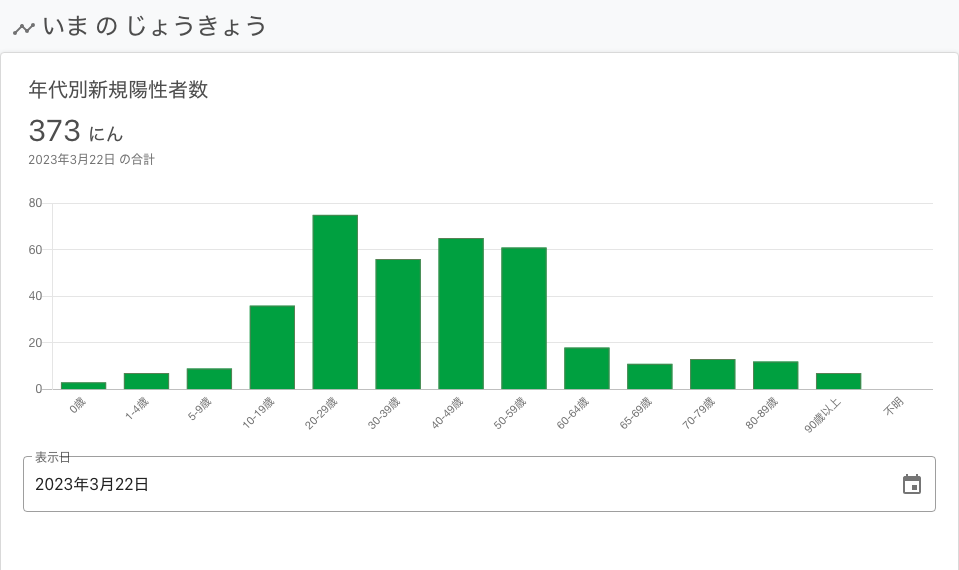 いま の じょうきょう
年代別新規陽性者数
373 にん
2023年3月22日 の合計
80
60
40
20
0
0歳
1-4歳
5-9歳
10-19歳
20-29歳
30-39歳
40-49歳
50-59歳
60-64歳
65-69歳
70-79歳
80-89歳
90歳以上
不明
表示日
2023年3月22日